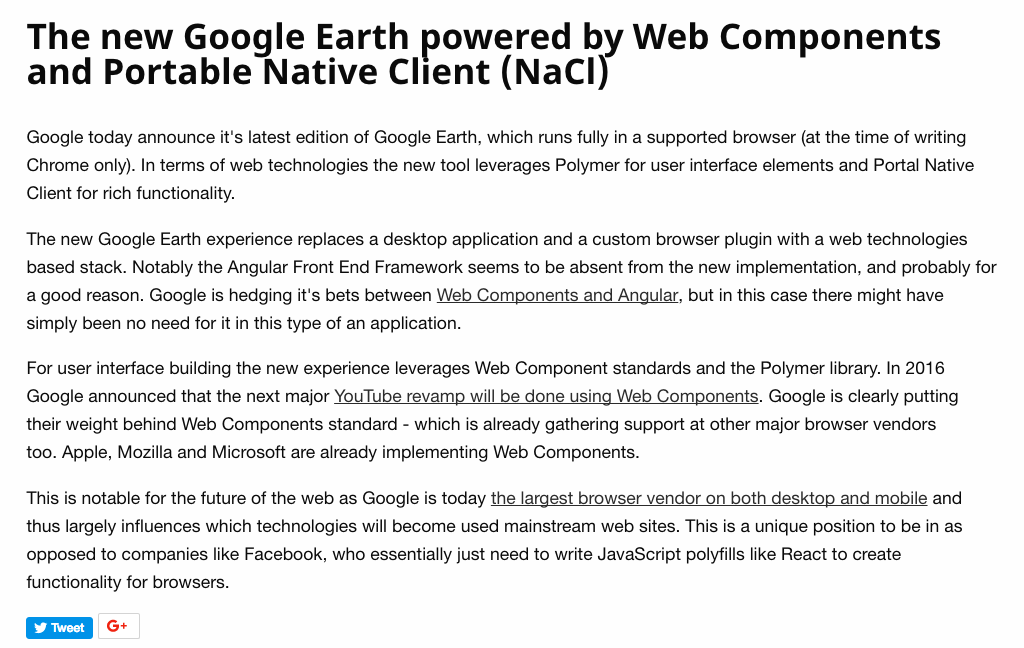 The new Google Earth powered by Web Components
and Portable Native Client (NaCl)
Google today announce it's latest edition of Google Earth, which runs fully in a supported browser (at the time of writing
Chrome only). In terms of web technologies the new tool leverages Polymer for user interface elements and Portal Native
Client for rich functionality.
The new Google Earth experience replaces a desktop application and a custom browser plugin with a web technologies
based stack. Notably the Angular Front End Framework seems to be absent from the new implementation, and probably for
a good reason. Google is hedging it's bets between Web Components and Angular, but in this case there might have
simply been no need for it in this type of an application.
For user interface building the new experience leverages Web Component standards and the Polymer library. In 2016
Google announced that the next major YouTube revamp will be done using Web Components. Google is clearly putting
their weight behind Web Components standard - which is already gathering support at other major browser vendors
too. Apple, Mozilla and Microsoft are already implementing Web Components.
This is notable for the future of the web as Google is today the largest browser vendor on both desktop and mobile and
thus largely influences which technologies will become used mainstream web sites. This is a unique position to be in as
opposed to companies like Facebook, who essentially just need to write JavaScript polyfills like React to create
functionality for browsers.
Tweet G+